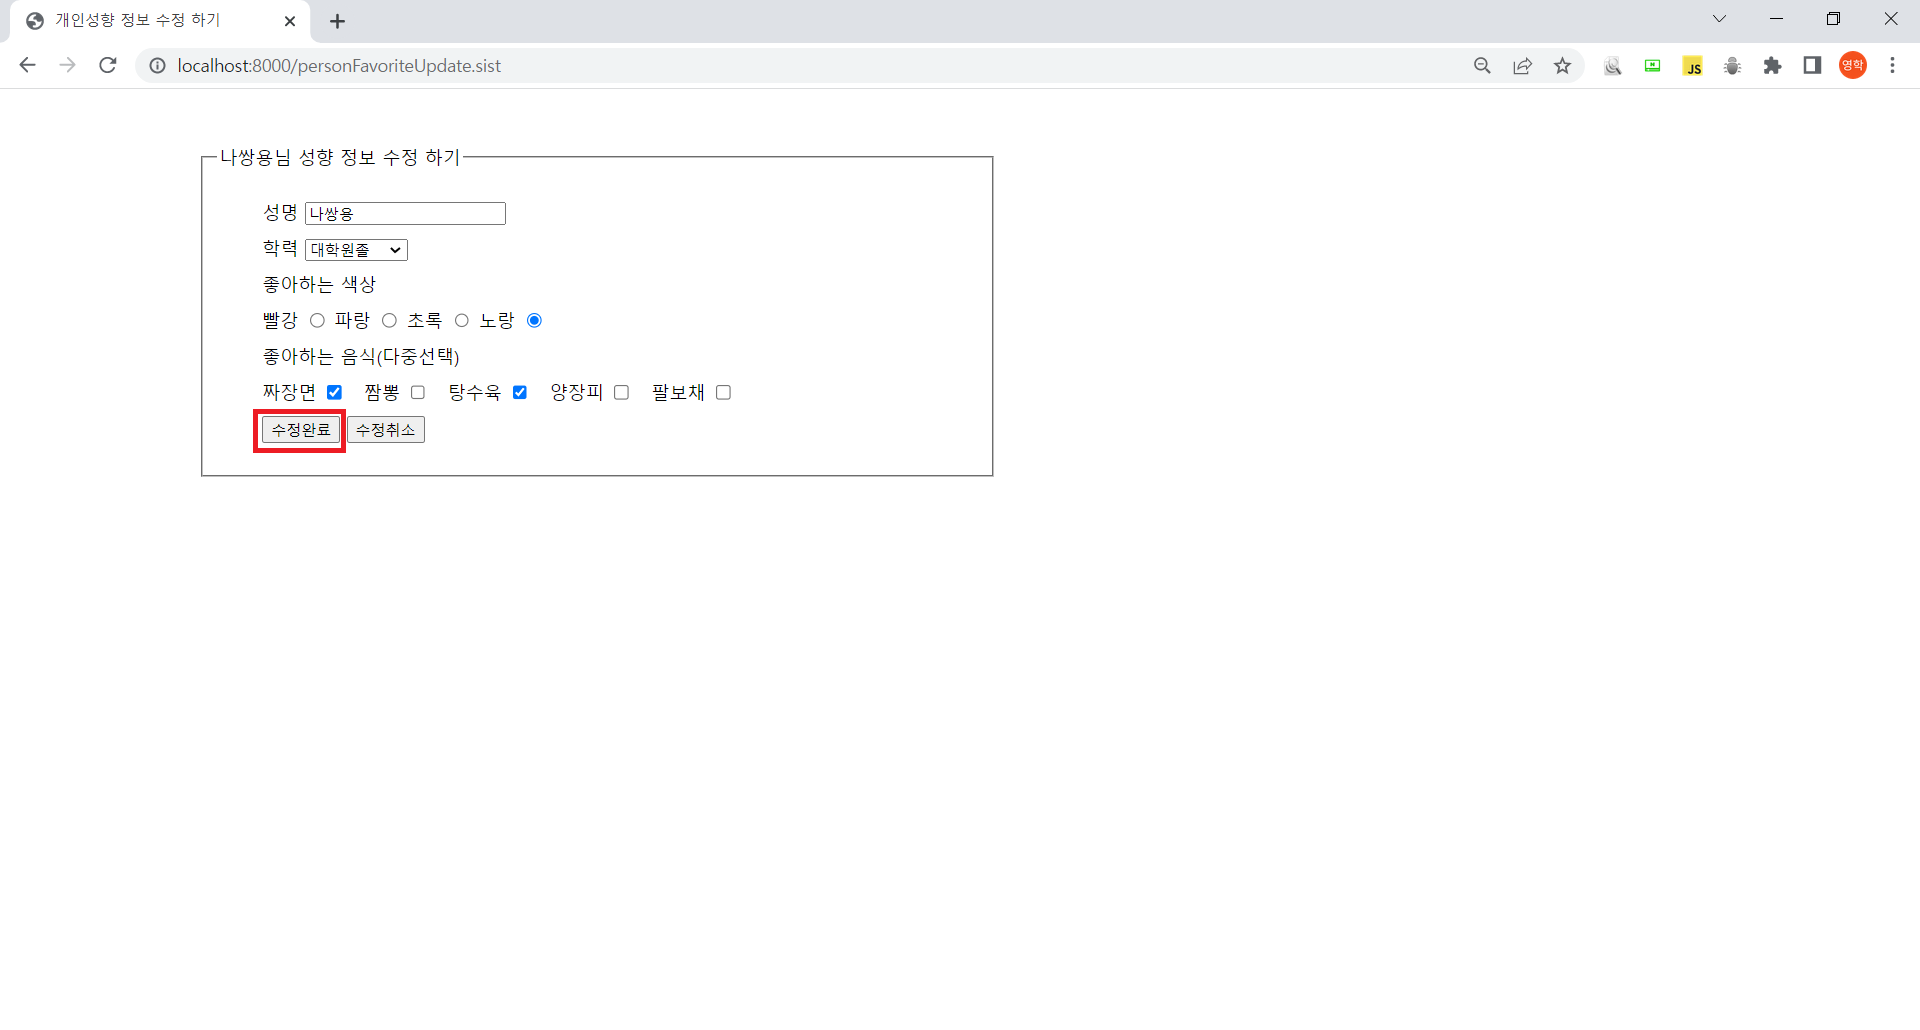 개인성향 정보 수정 하기
localhost:8000/personFavoriteUpdate.sist
JS
영학
나쌍용님 성향 정보 수정 하기
성명 나쌍용
학력 대학원졸
좋아하는 색상
빨강 파랑 초록 노랑
좋아하는 음식(다중선택)
짜장면 짬뽕 탕수육 양장피 팔보채
수정완료 수정취소